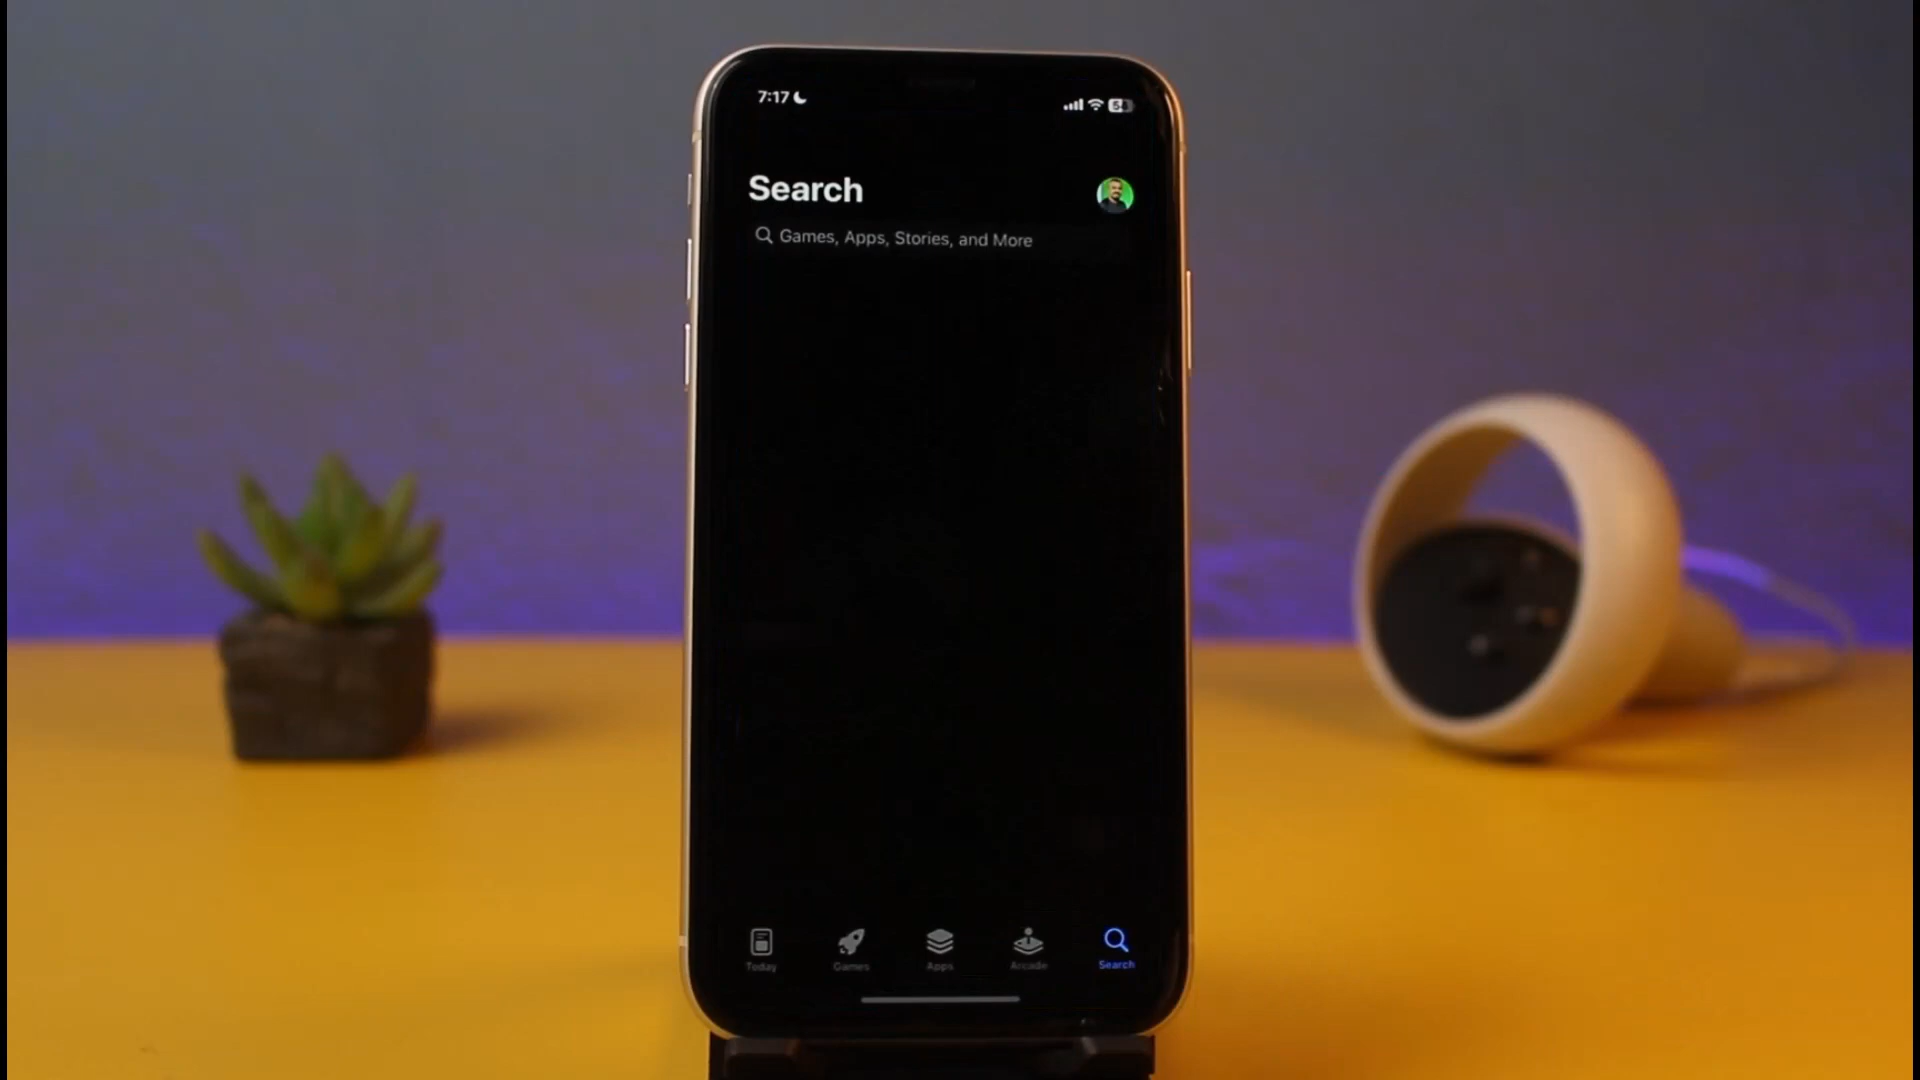 7:17
Search
Games, Apps, Stories, and More
Today
Games
Apps
Arcade
Search